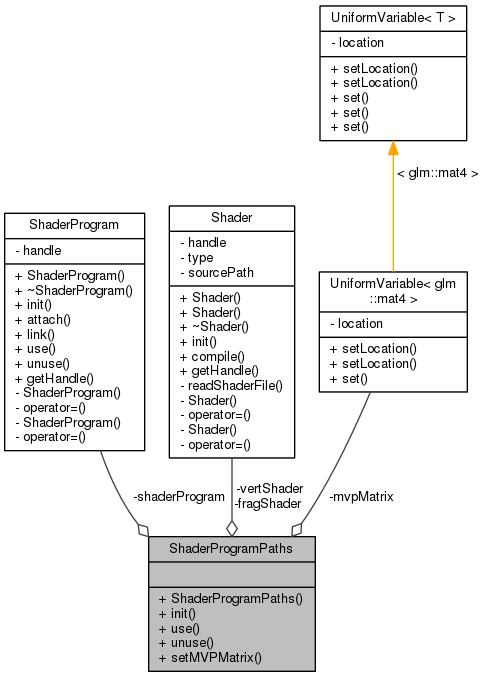 UniformVariable< T >
- location
+ setLocation()
+ setLocation()
+ set()
+ set()
+ set()
< glm::mat4 >
ShaderProgram
- handle
+ ShaderProgram()
+ ~ShaderProgram()
+ init()
+ attach()
+ link()
+ use()
+ unuse()
+ getHandle()
- ShaderProgram()
- operator=()
- ShaderProgram()
- operator=()
Shader
- handle
- type
- sourcePath
+ Shader()
+ Shader()
+ ~Shader()
+ init()
+ compile()
+ getHandle()
- readShaderFile()
- Shader()
- operator=()
- Shader()
- operator=()
UniformVariable< glm
::mat4 >
- location
+ setLocation()
+ setLocation()
+ set()
-shaderProgram
-vertShader
-fragShader
-mvpMatrix
ShaderProgramPaths
+ ShaderProgramPaths()
+ init()
+ use()
+ unuse()
+ setMVPMatrix()